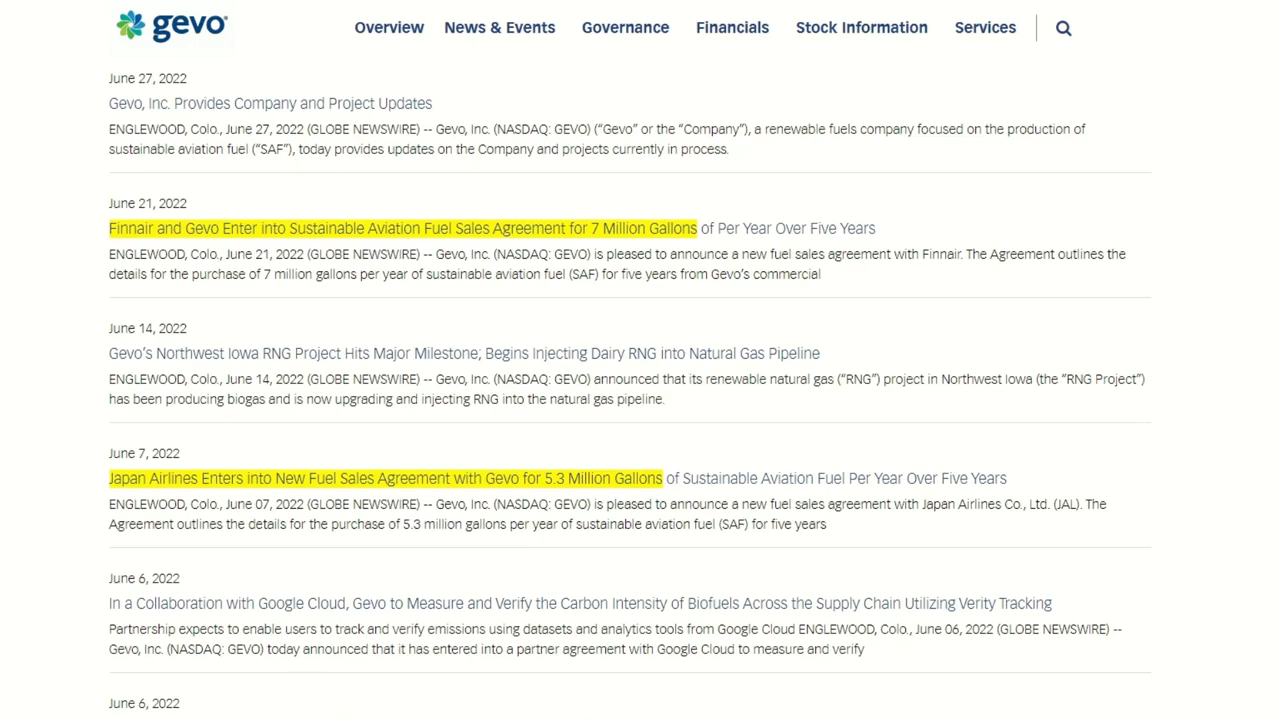 gevo
Overview News & Events Governance Financials Stock Information Services
June 27, 2022
Gevo, Inc. Provides Company and Project Updates
ENGLEWOOD, Colo., June 27, 2022 (GLOBE NEWSWIRE) -- Gevo, Inc. (NASDAQ: GEVO) (“Gevo” or the “Company”), a renewable fuels company focused on the production of
sustainable aviation fuel (“SAF”), today provides updates on the Company and projects currently in process.
June 21, 2022
Finnair and Gevo Enter into Sustainable Aviation Fuel Sales Agreement for 7 Million Gallons of Per Year Over Five Years
ENGLEWOOD, Colo., June 21, 2022 (GLOBE NEWSWIRE) -- Gevo, Inc. (NASDAQ: GEVO) is pleased to announce a new fuel sales agreement with Finnair. The Agreement outlines the
details for the purchase of 7 million gallons per year of sustainable aviation fuel (SAF) for five years from Gevo’s commercial
June 14, 2022
Gevo’s Northwest Iowa RNG Project Hits Major Milestone; Begins Injecting Dairy RNG into Natural Gas Pipeline
ENGLEWOOD, Colo., June 14, 2022 (GLOBE NEWSWIRE) -- Gevo, Inc. (NASDAQ: GEVO) announced that its renewable natural gas (“RNG”) project in Northwest Iowa (the “RNG Project”)
has been producing biogas and is now upgrading and injecting RNG into the natural gas pipeline.
June 7, 2022
Japan Airlines Enters into New Fuel Sales Agreement with Gevo for 5.3 Million Gallons of Sustainable Aviation Fuel Per Year Over Five Years
ENGLEWOOD, Colo., June 07, 2022 (GLOBE NEWSWIRE) -- Gevo, Inc. (NASDAQ: GEVO) is pleased to announce a new fuel sales agreement with Japan Airlines Co., Ltd. (JAL). The
Agreement outlines the details for the purchase of 5.3 million gallons per year of sustainable aviation fuel (SAF) for five years
June 6, 2022
In a Collaboration with Google Cloud, Gevo to Measure and Verify the Carbon Intensity of Biofuels Across the Supply Chain Utilizing Verity Tracking
Partnership expects to enable users to track and verify emissions using datasets and analytics tools from Google Cloud ENGLEWOOD, Colo., June 06, 2022 (GLOBE NEWSWIRE) --
Gevo, Inc. (NASDAQ: GEVO) today announced that it has entered into a partner agreement with Google Cloud to measure and verify
June 6, 2022